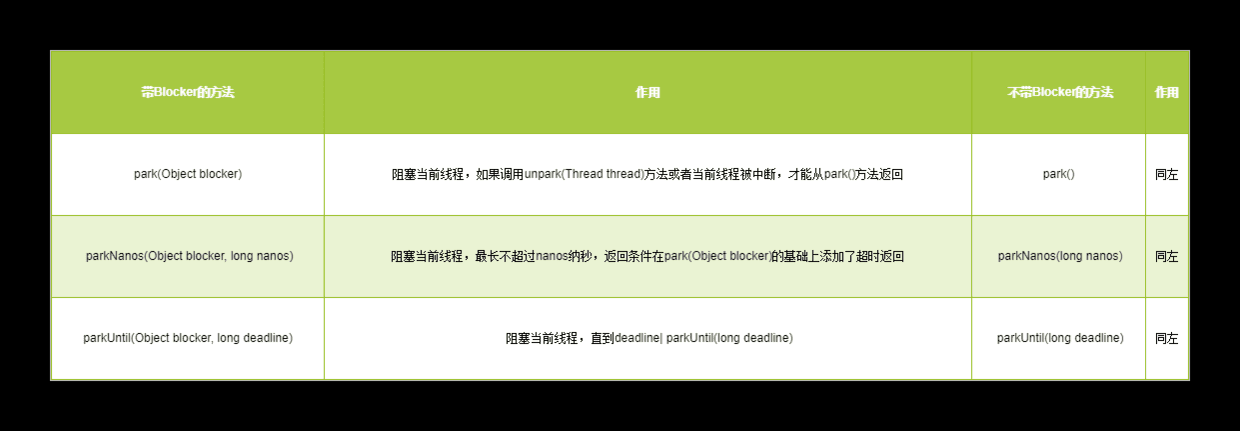 带Blocker的方法 作用 不带Blocker的方法 作用
park(Object blocker) 阻塞当前线程，如果调用unpark(Thread thread)方法或者当前线程被中断，才能从park()方法返回 park() 同左
parkNanos(Object blocker, long nanos) 阻塞当前线程，最长不超过nanos纳秒，返回条件在park(Object blocker)的基础上添加了超时返回 parkNanos(long nanos) 同左
parkUntil(Object blocker, long deadline) 阻塞当前线程，直到deadline| parkUntil(long deadline) parkUntil(long deadline) 同左